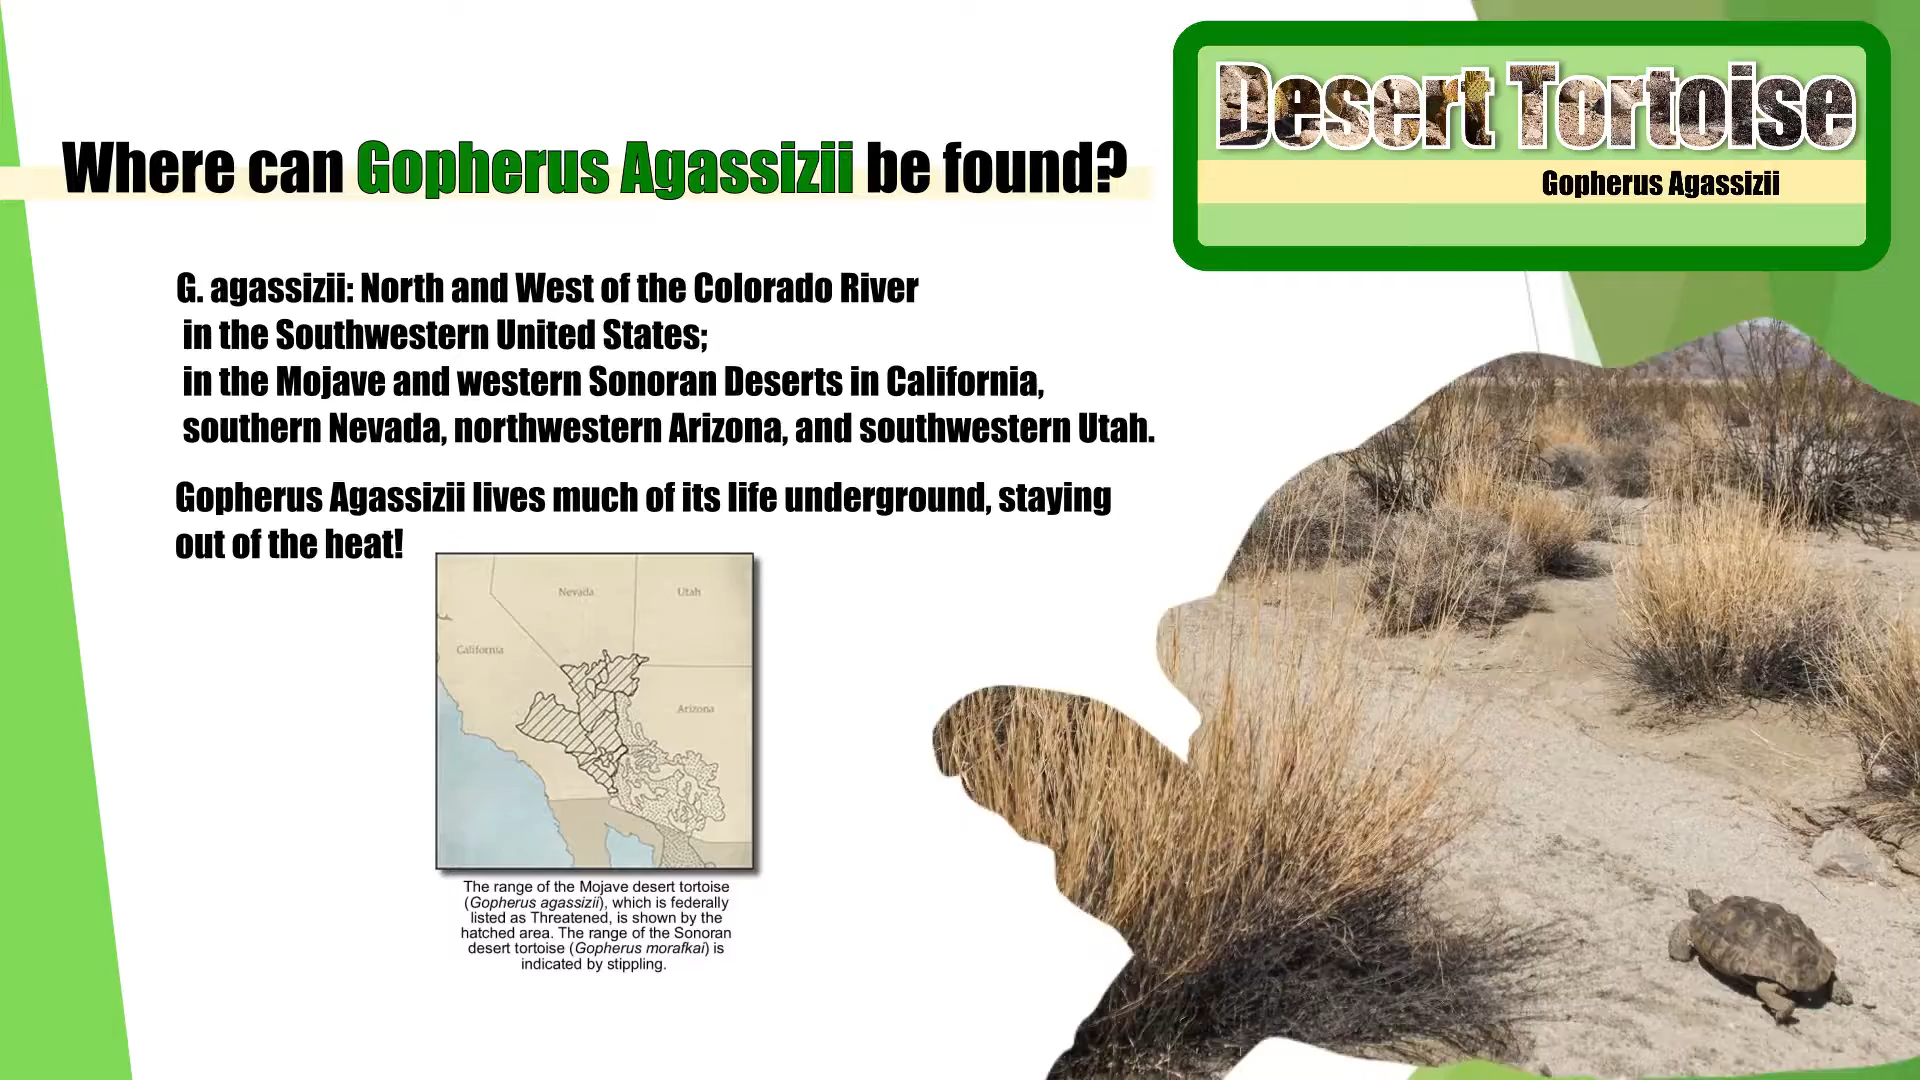 Desert Tortoise
Gopherus Agassizii
Where can Gopherus Agassizii be found?
G. agassizii: North and West of the Colorado River
in the Southwestern United States;
in the Mojave and western Sonoran Deserts in California,
southern Nevada, northwestern Arizona, and southwestern Utah.
Gopherus Agassizii lives much of its life underground, staying
out of the heat!
Nevada
Utah
California
Arizona
The range of the Mojave desert tortoise
(Gopherus agassizii), which is federally
listed as Threatened, is shown by the
hatched area. The range of the Sonoran
desert tortoise (Gopherus morafkai) is
indicated by stippling.